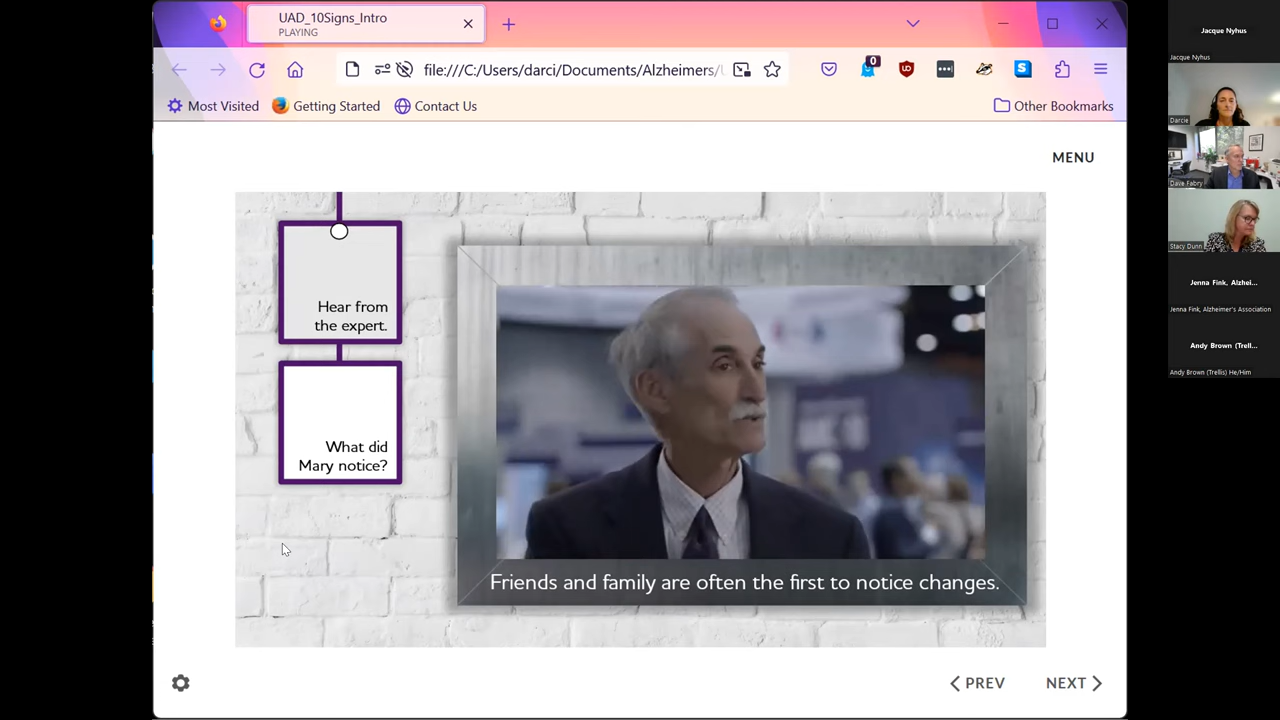 UAD_10Signs_Intro
PLAYING
file:///C:/Users/darci/Documents/Alzheimers/
0
Most Visited
Getting Started
Contact Us
Other Bookmarks
MENU
Hear from
the expert.
What did
Mary notice?
Friends and family are often the first to notice changes.
PREV
NEXT
Jacque Nyhus
Jacque Nyhus
Darcie
Dave Fabry
Stacy Dunn
Jenna Fink, Alzhei...
Jenna Fink, Alzheimer's Association
Andy Brown (Trell...
Andy Brown (Trellis) He/Him